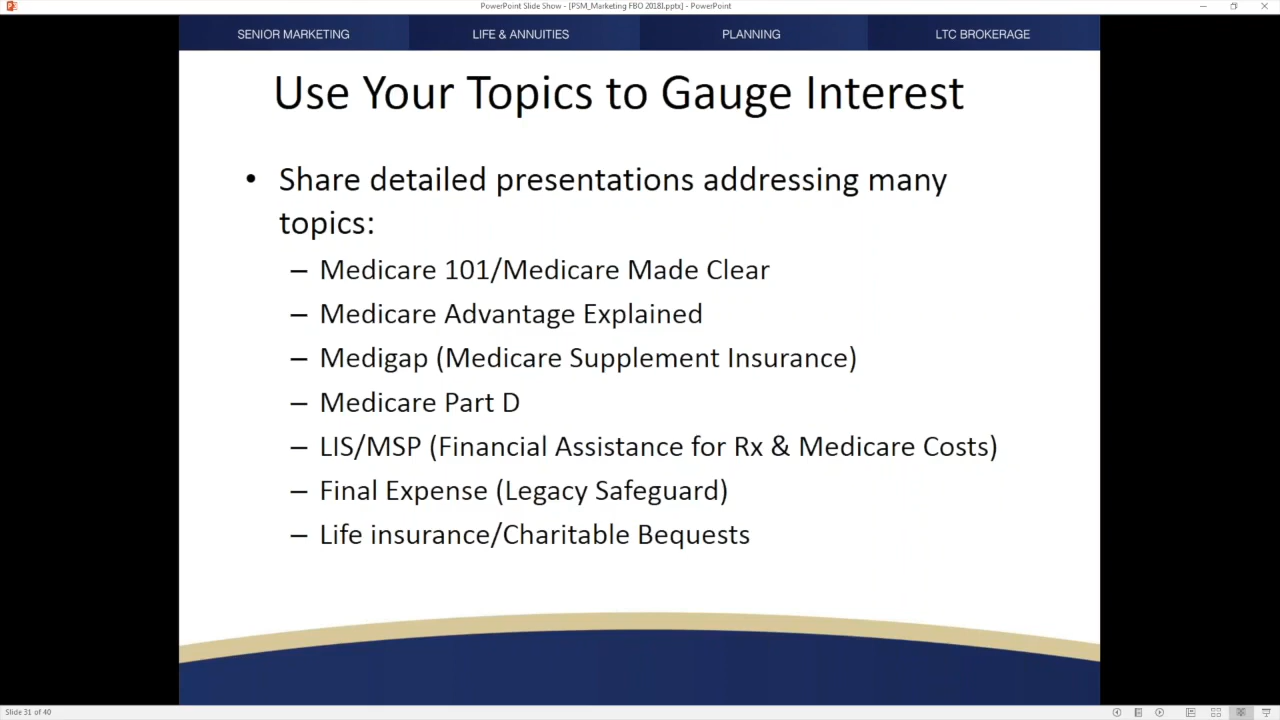 PowerPoint Slide Show - [PSM_Marketing FBO 2018J.pptx] - PowerPoint
SENIOR MARKETING
LIFE & ANNUITIES
PLANNING
LTC BROKERAGE
Use Your Topics to Gauge Interest
• Share detailed presentations addressing many
topics:
– Medicare 101/Medicare Made Clear
– Medicare Advantage Explained
– Medigap (Medicare Supplement Insurance)
– Medicare Part D
– LIS/MSP (Financial Assistance for Rx & Medicare Costs)
– Final Expense (Legacy Safeguard)
– Life insurance/Charitable Bequests
Slide 31 of 40